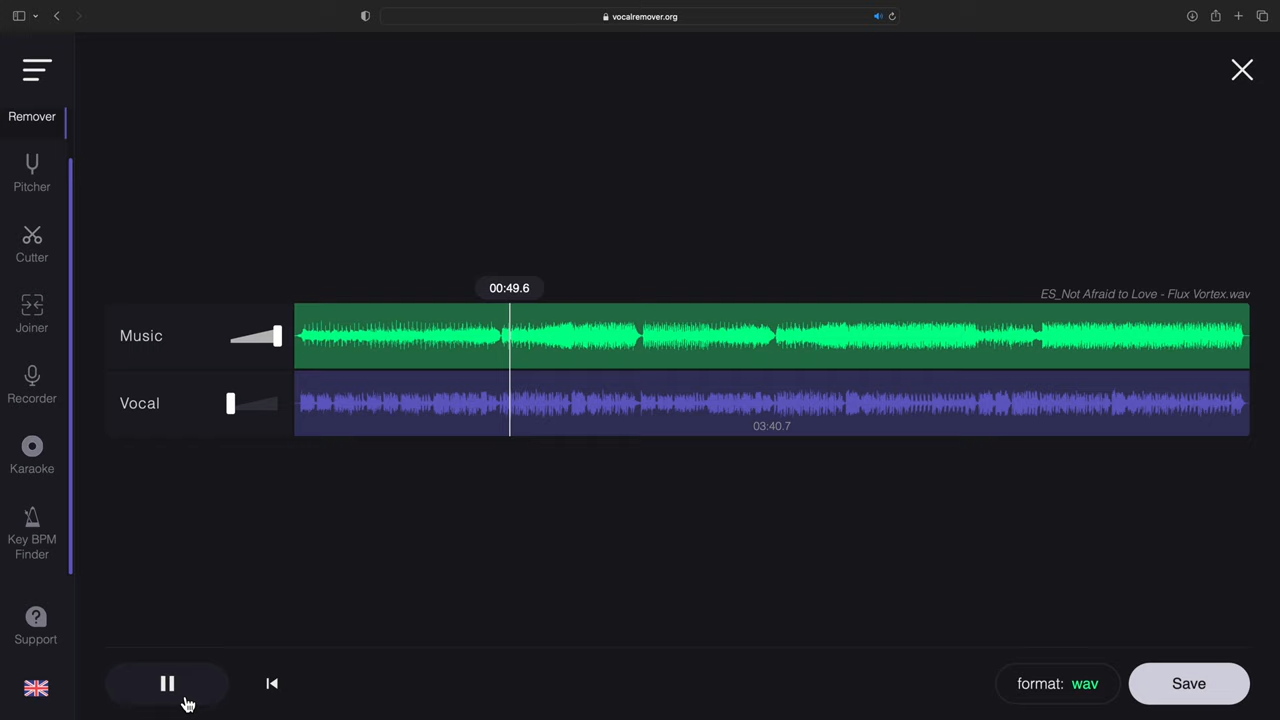 vocalremover.org
Remover
Pitcher
Cutter
Joiner
Recorder
Karaoke
Key BPM
Finder
Support
00:49.6
ES_Not Afraid to Love - Flux Vortex.wav
Music
Vocal
03:40.7
format: wav
Save